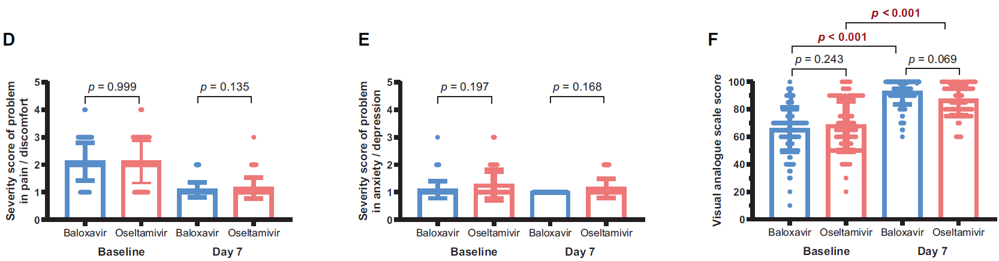 D
Severity score of problem
in pain / discomfort
5
4
3
2
1
0
p = 0.999
p = 0.135
Baloxavir
Oseltamivir
Baloxavir
Oseltamivir
Baseline
Day 7
E
Severity score of problem
in anxiety / depression
5
4
3
2
1
0
p = 0.197
p = 0.168
Baloxavir
Oseltamivir
Baloxavir
Oseltamivir
Baseline
Day 7
F
p < 0.001
p < 0.001
p = 0.243
p = 0.069
Visual analogue scale score
100
80
60
40
20
0
Baloxavir
Oseltamivir
Baloxavir
Oseltamivir
Baseline
Day 7